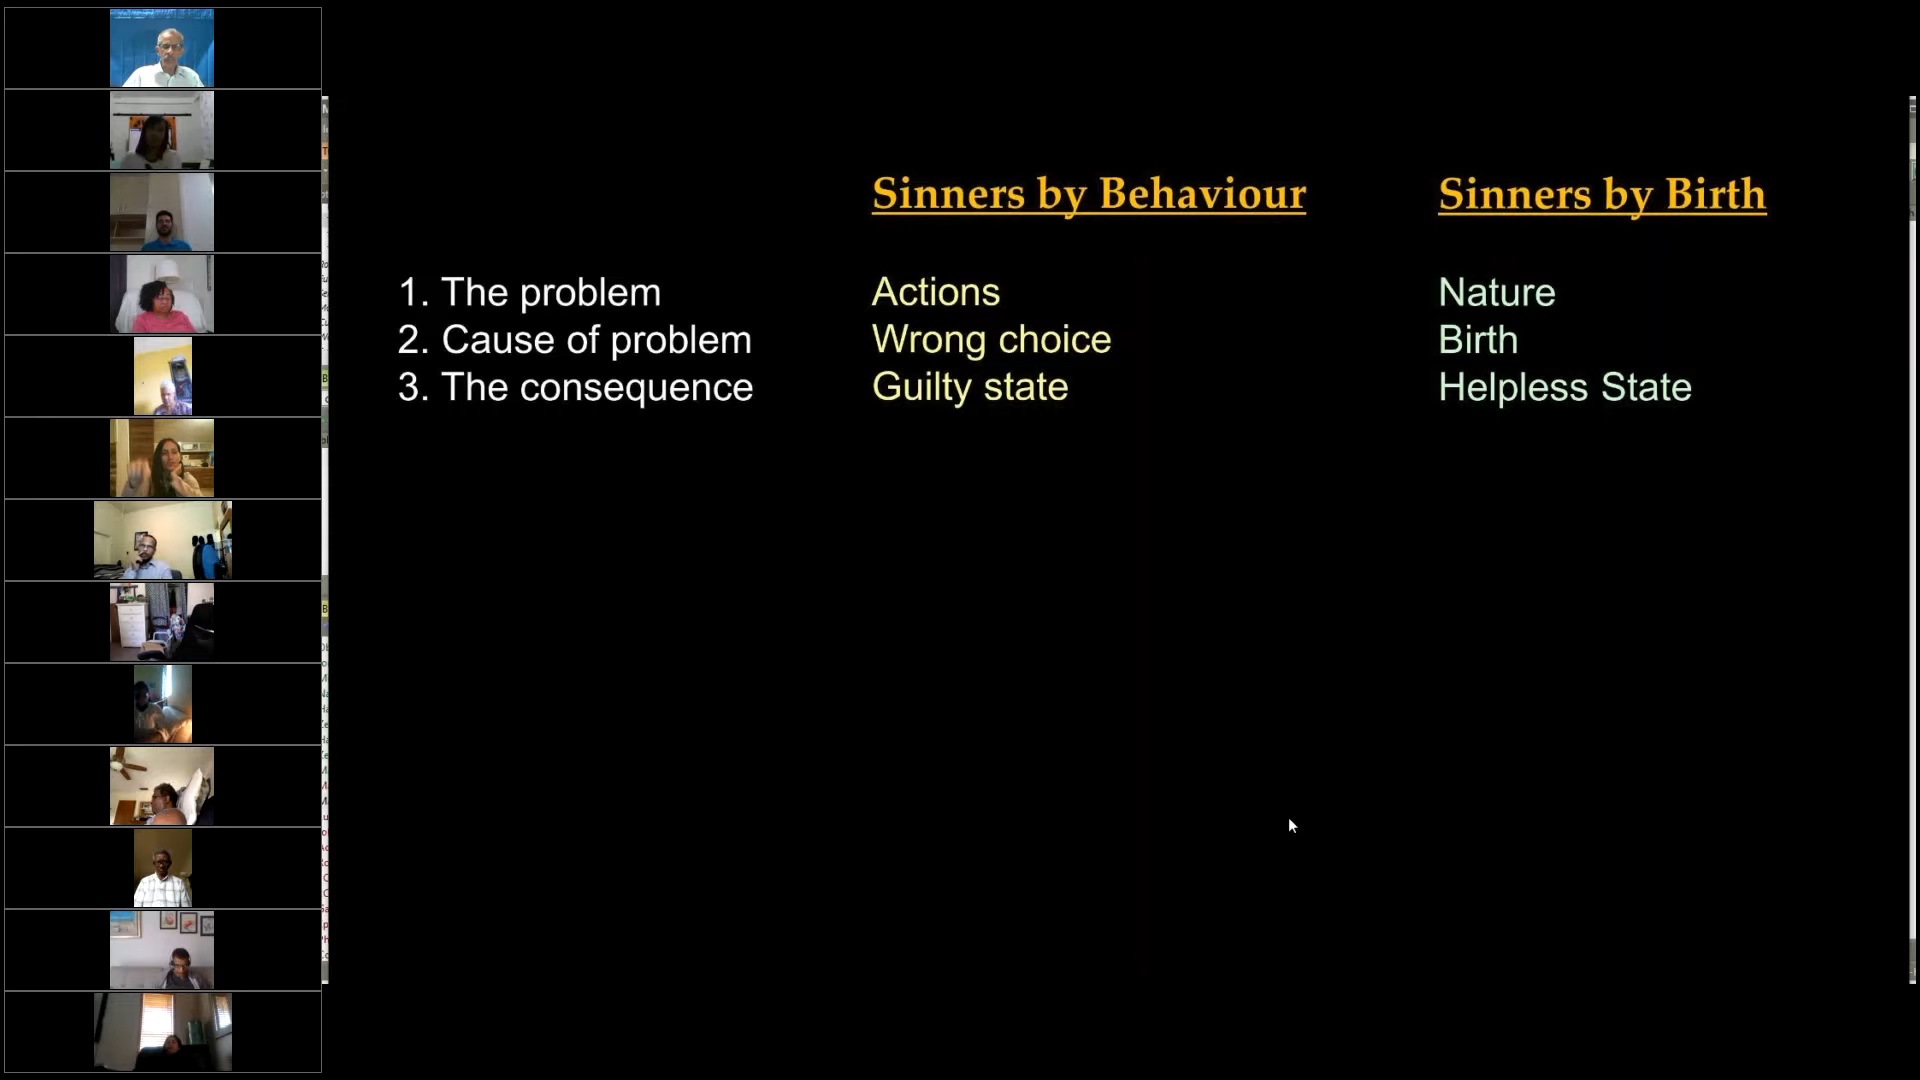 Sinners by Behaviour Sinners by Birth
1. The problem Actions Nature
2. Cause of problem Wrong choice Birth
3. The consequence Guilty state Helpless State